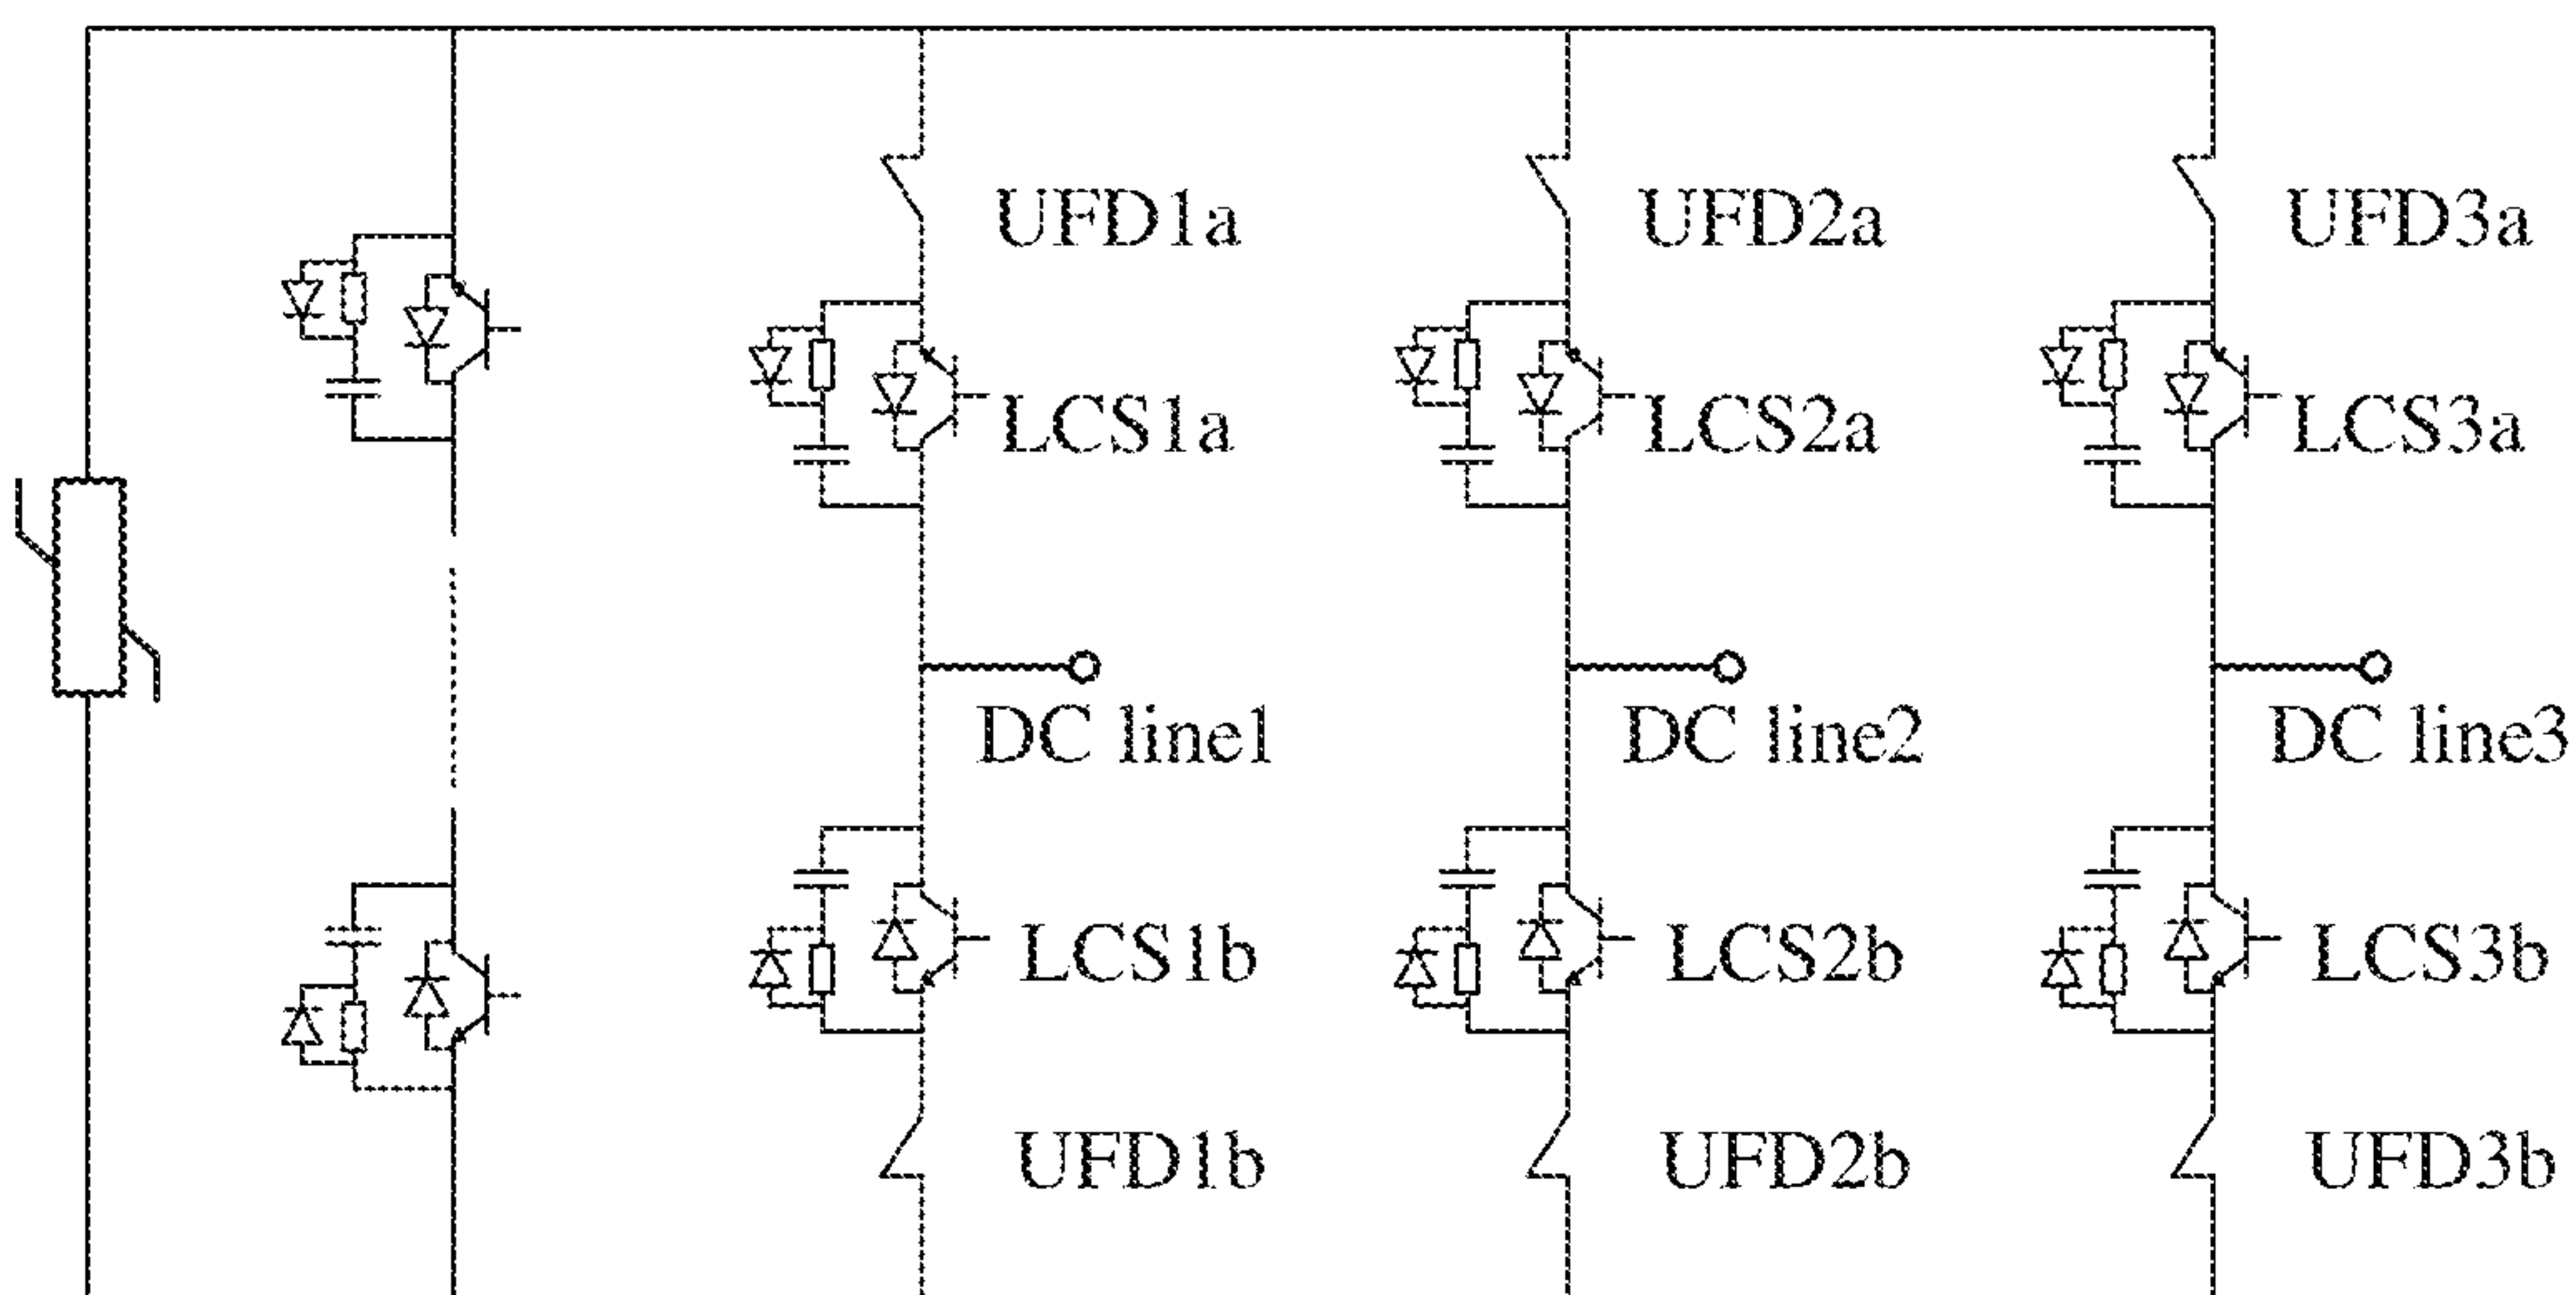 UFD1a UFD2a UFD3a
LCS1a LCS2a LCS3a
DC line1 DC line2 DC line3
LCS1b LCS2b LCS3b
UFD1b UFD2b UFD3b